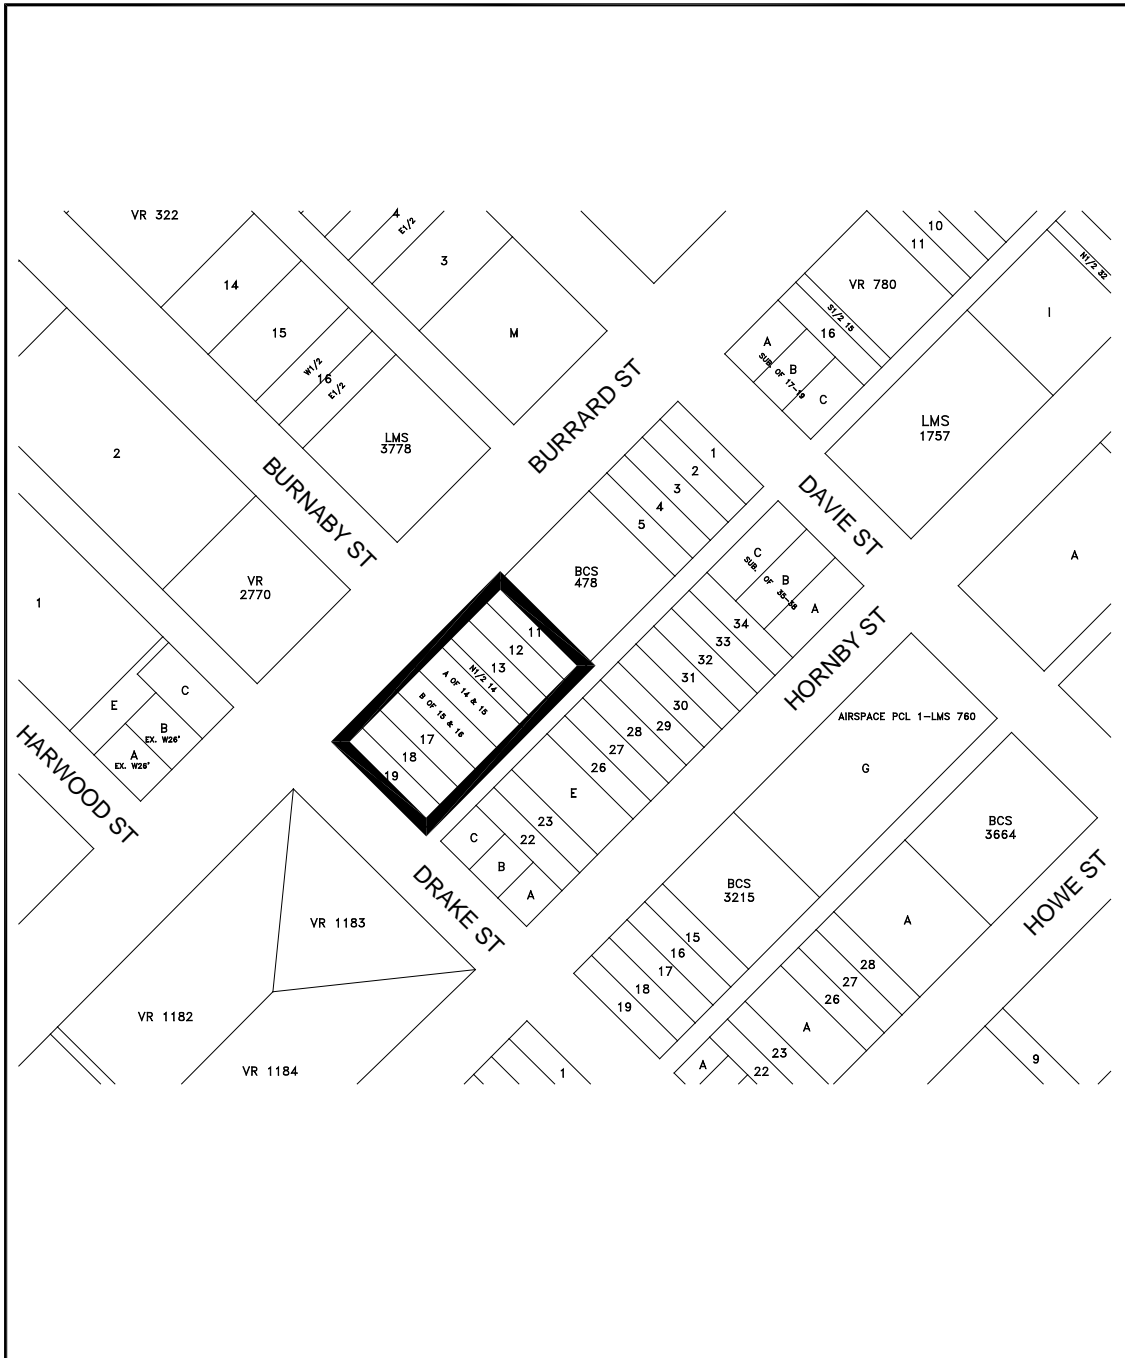 VR 322
4
E1/2
3
14
15
M
W1/2
16
E1/2
LMS
3778
10
11
N1/2 32
VR 780
S1/2 15
16
I
A
B
C
SUB. OF 17-19
LMS
1757
BURRARD ST
2
BURNABY ST
1
2
3
4
5
DAVIE ST
A
BCS
478
C
B
A
SUB. OF 35-38
1
VR
2770
11
12
13
N1/2 14
A OF 14 & 15
B OF 15 & 16
17
18
19
34
33
32
31
30
29
28
27
26
E
23
22
C
B
A
HORNBY ST
E
C
B
EX. W26'
A
EX. W26'
HARWOOD ST
AIRSPACE PCL 1-LMS 760
G
BCS
3664
DRAKE ST
BCS
3215
HOWE ST
VR 1183
A
15
16
17
18
19
28
27
26
A
23
22
A
VR 1182
VR 1184
1
9